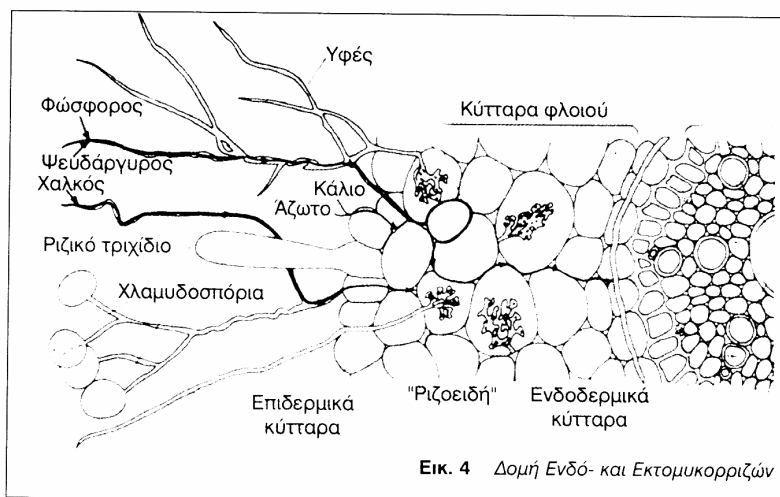 Υφές
Φώσφορος
Κύτταρα φλοιού
Ψευδάργυρος
Χαλκός
Κάλιο
Άζωτο
Ριζικό τριχίδιο
Χλαμυδοσπόρια
Επιδερμικά
κύτταρα
"Ριζοειδή"
Ενδοδερμικά
κύτταρα
Εικ. 4 Δομή Ενδό- και Εκτομυκορριζών